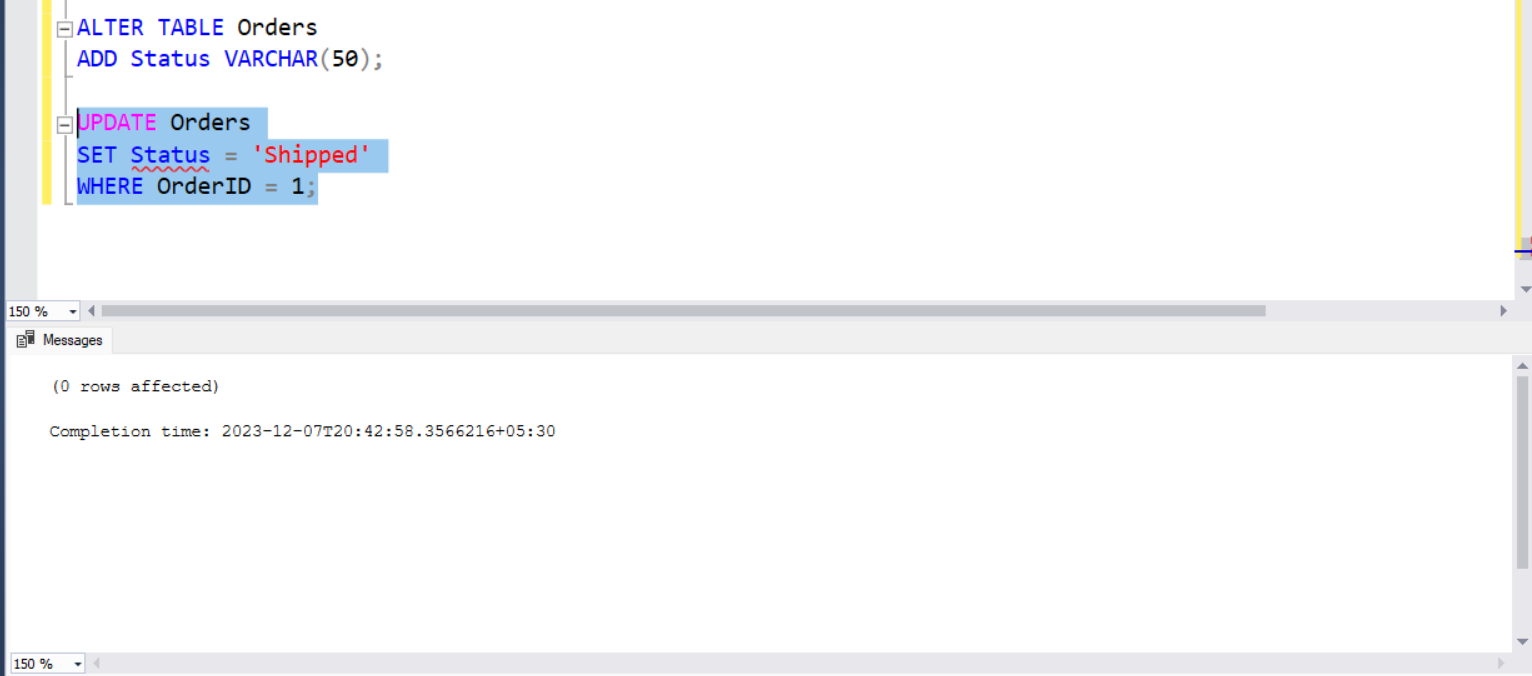 ALTER TABLE Orders
ADD Status VARCHAR(50);
UPDATE Orders
SET Status = 'Shipped'
WHERE OrderID = 1;
150 %
Messages
(0 rows affected)
Completion time: 2023-12-07T20:42:58.3566216+05:30
150 %